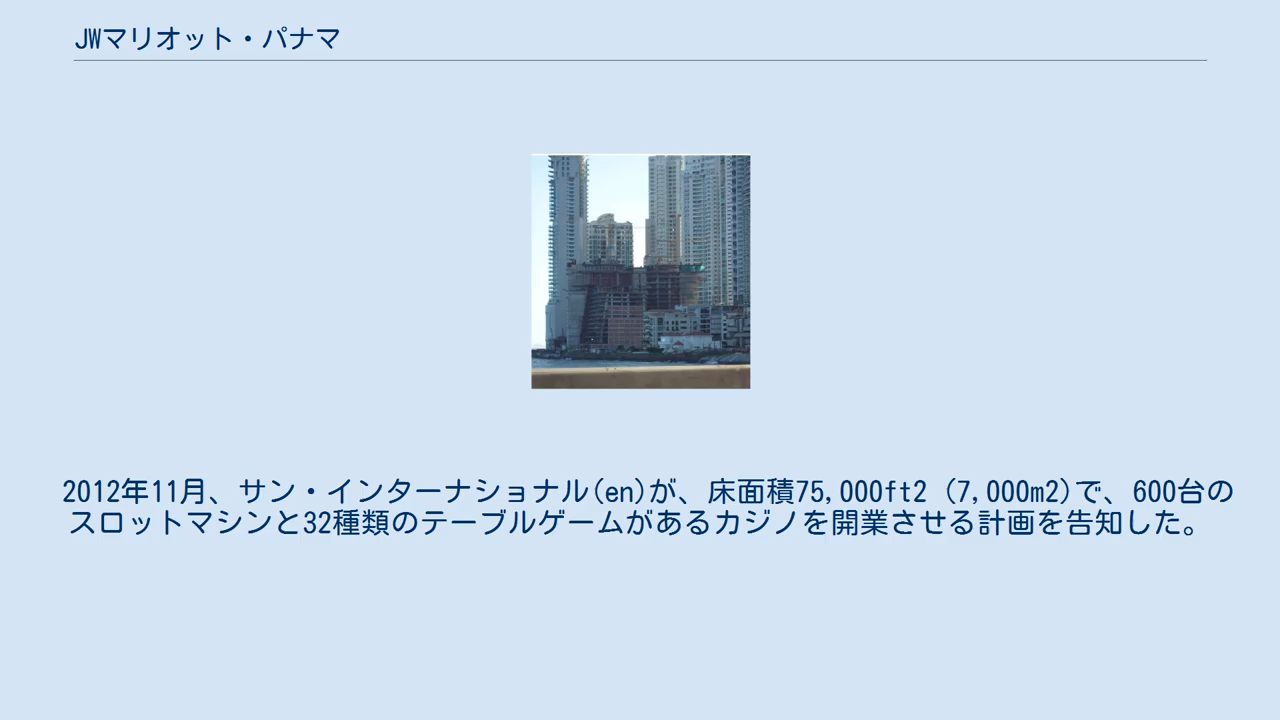 JWマリオット・パナマ
2012年11月、サン・インターナショナル(en)が、床面積75,000ft2 (7,000m2)で、600台の
スロットマシンと32種類のテーブルゲームがあるカジノを開業させる計画を告知した。